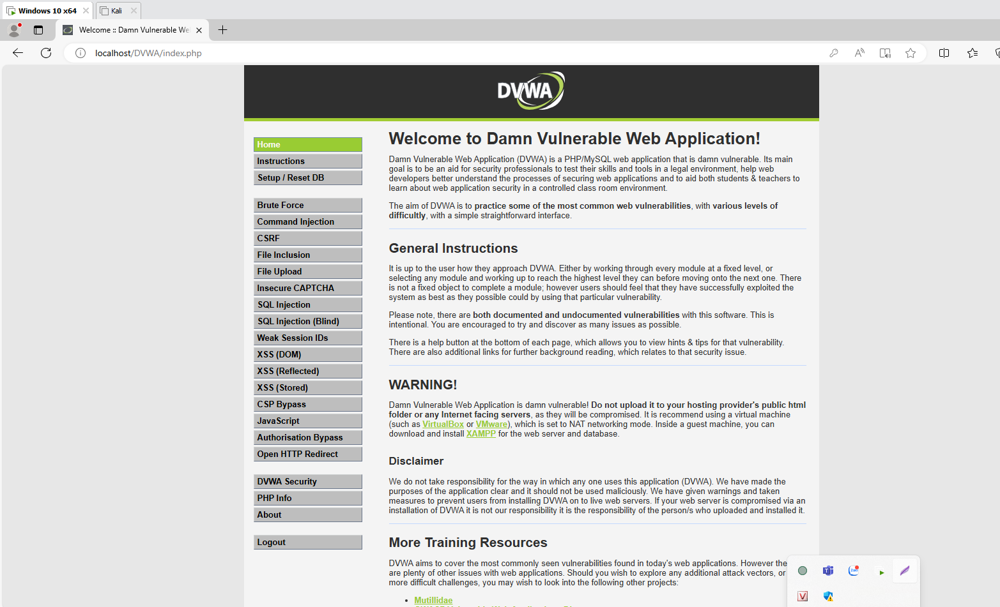 Windows 10 x64
Kali
Welcome :: Damn Vulnerable We
localhost/DVWA/index.php
DVWA
Home
Instructions
Setup / Reset DB
Brute Force
Command Injection
CSRF
File Inclusion
File Upload
Insecure CAPTCHA
SQL Injection
SQL Injection (Blind)
Weak Session IDs
XSS (DOM)
XSS (Reflected)
XSS (Stored)
CSP Bypass
JavaScript
Authorisation Bypass
Open HTTP Redirect
DVWA Security
PHP Info
About
Logout
Welcome to Damn Vulnerable Web Application!
Damn Vulnerable Web Application (DVWA) is a PHP/MySQL web application that is damn vulnerable. Its main
goal is to be an aid for security professionals to test their skills and tools in a legal environment, help web
developers better understand the processes of securing web applications and to aid both students & teachers to
learn about web application security in a controlled class room environment.
The aim of DVWA is to practice some of the most common web vulnerabilities, with various levels of
difficultly, with a simple straightforward interface.
General Instructions
It is up to the user how they approach DVWA. Either by working through every module at a fixed level, or
selecting any module and working up to reach the highest level they can before moving onto the next one. There
is not a fixed object to complete a module; however users should feel that they have successfully exploited the
system as best as they possible could by using that particular vulnerability.
Please note, there are both documented and undocumented vulnerabilities with this software. This is
intentional. You are encouraged to try and discover as many issues as possible.
There is a help button at the bottom of each page, which allows you to view hints & tips for that vulnerability.
There are also additional links for further background reading, which relates to that security issue.
WARNING!
Damn Vulnerable Web Application is damn vulnerable! Do not upload it to your hosting provider's public html
folder or any Internet facing servers, as they will be compromised. It is recommend using a virtual machine
(such as VirtualBox or VMware), which is set to NAT networking mode. Inside a guest machine, you can
download and install XAMPP for the web server and database.
Disclaimer
We do not take responsibility for the way in which any one uses this application (DVWA). We have made the
purposes of the application clear and it should not be used maliciously. We have given warnings and taken
measures to prevent users from installing DVWA on to live web servers. If your web server is compromised via an
installation of DVWA it is not our responsibility it is the responsibility of the person/s who uploaded and installed it.
More Training Resources
DVWA aims to cover the most commonly seen vulnerabilities found in today's web applications. However the
are plenty of other issues with web applications. Should you wish to explore any additional attack vectors, or
more difficult challenges, you may wish to look into the following other projects:
Mutillidae
Zalo